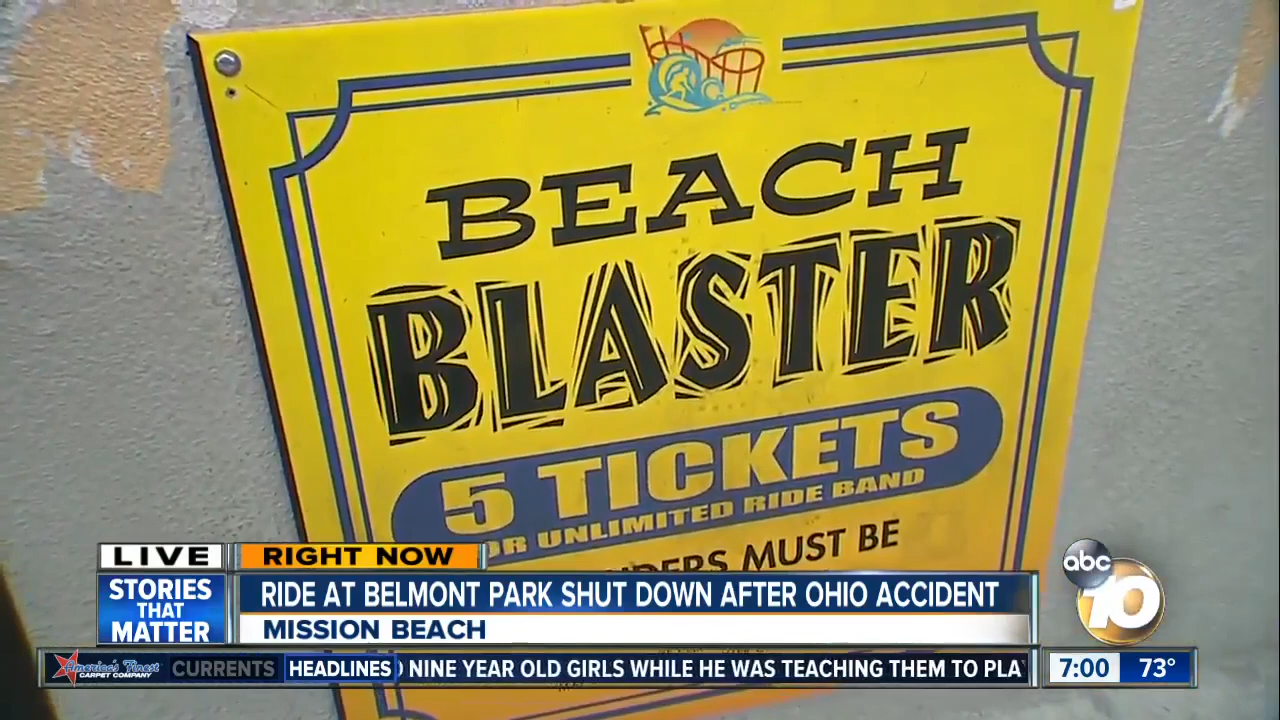 BEACH
BLASTER
5 TICKETS
OR UNLIMITED RIDE BAND
MUST BE
LIVE
RIGHT NOW
STORIES
THAT
MATTER
RIDE AT BELMONT PARK SHUT DOWN AFTER OHIO ACCIDENT
MISSION BEACH
abc
10
America's Finest
CARPET COMPANY
CURRENTS
HEADLINES
NINE YEAR OLD GIRLS WHILE HE WAS TEACHING THEM TO PLA
7:00
73°